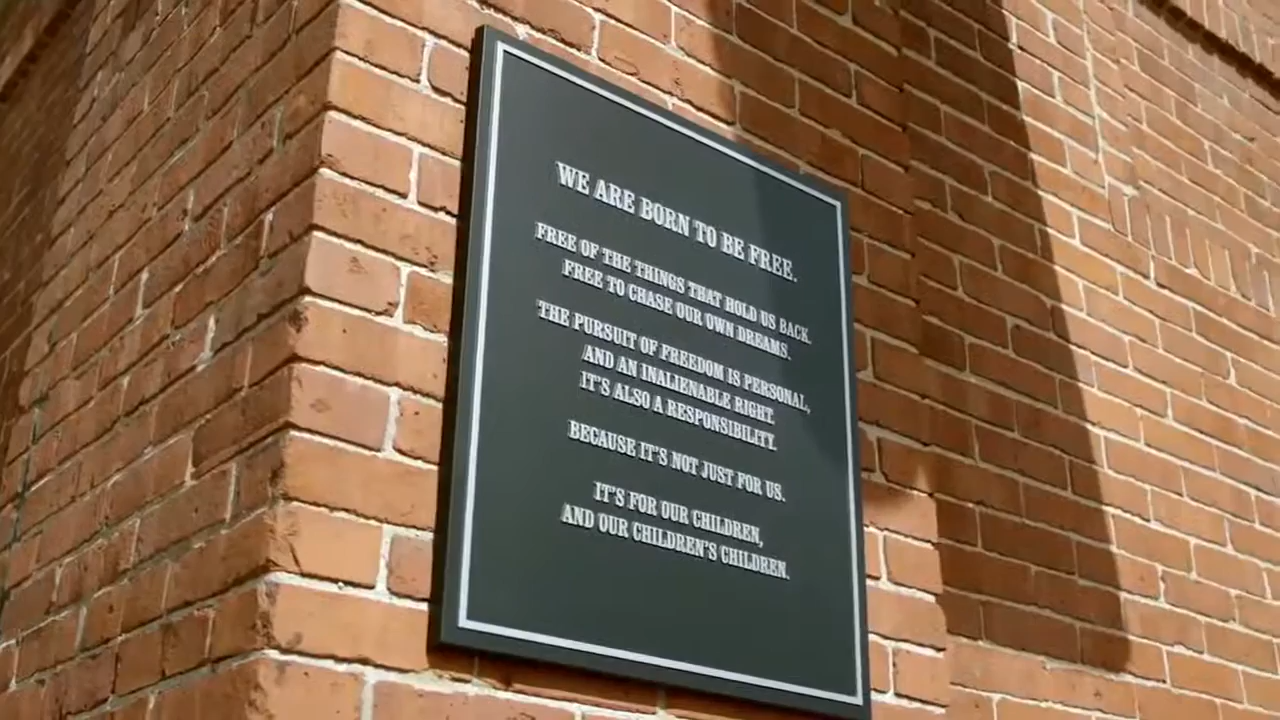 WE ARE BORN TO BE FREE.
FREE OF THE THINGS THAT HOLD US BACK.
FREE TO CHASE OUR OWN DREAMS.
THE PURSUIT OF FREEDOM IS PERSONAL,
AND AN INALIENABLE RIGHT.
IT'S ALSO A RESPONSIBILITY.
BECAUSE IT'S NOT JUST FOR US.
IT'S FOR OUR CHILDREN,
AND OUR CHILDREN'S CHILDREN.